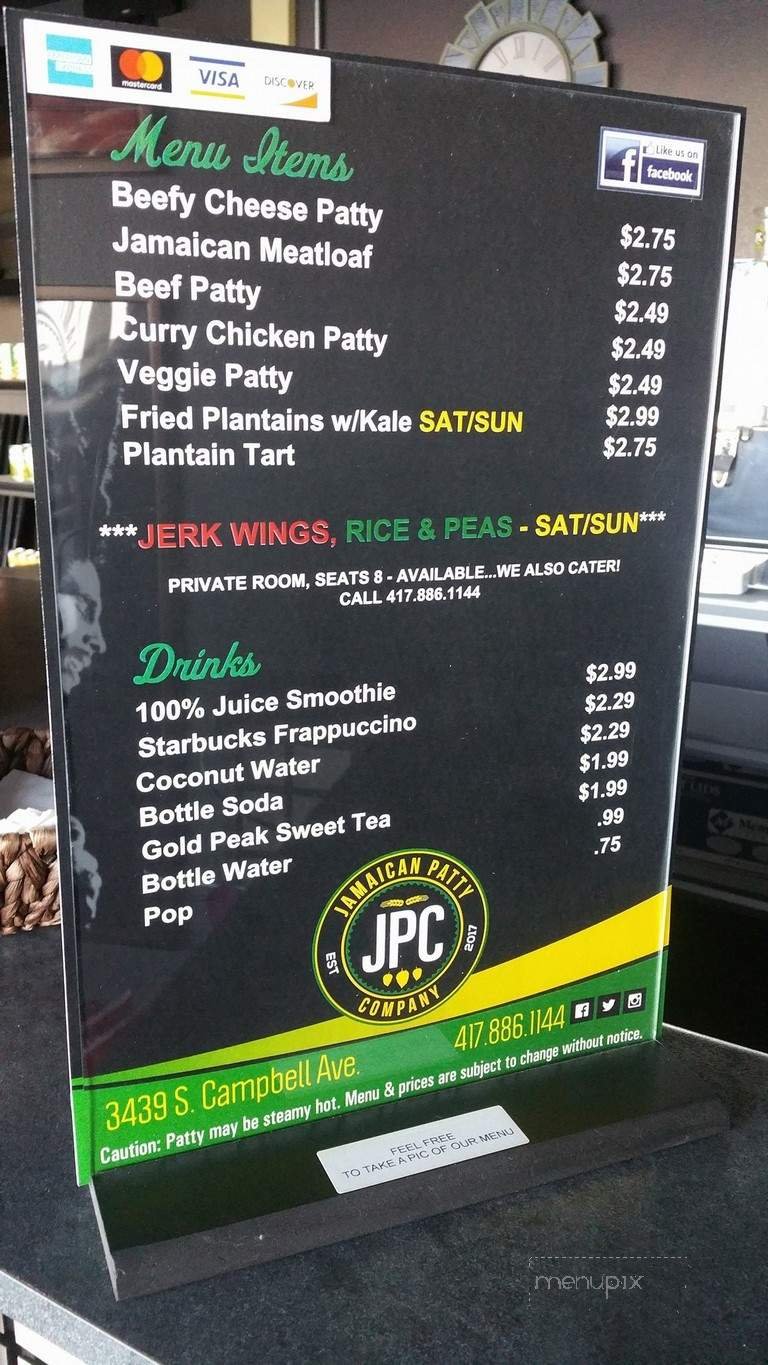 AMERICAN EXPRESS
mastercard
VISA
DISCOVER
Menu Items
Like us on
facebook
Beefy Cheese Patty $2.75
Jamaican Meatloaf $2.75
Beef Patty $2.49
Curry Chicken Patty $2.49
Veggie Patty $2.49
Fried Plantains w/Kale SAT/SUN $2.99
Plantain Tart $2.75
***JERK WINGS, RICE & PEAS - SAT/SUN***
PRIVATE ROOM, SEATS 8 - AVAILABLE...WE ALSO CATER!
CALL 417.886.1144
Drinks
100% Juice Smoothie $2.99
Starbucks Frappuccino $2.29
Coconut Water $2.29
Bottle Soda $1.99
Gold Peak Sweet Tea $1.99
Bottle Water .99
Pop .75
JAMAICAN PATTY
JPC
EST 2017
COMPANY
3439 S. Campbell Ave. 417.886.1144
Caution: Patty may be steamy hot. Menu & prices are subject to change without notice.
FEEL FREE
TO TAKE A PIC OF OUR MENU
menupix